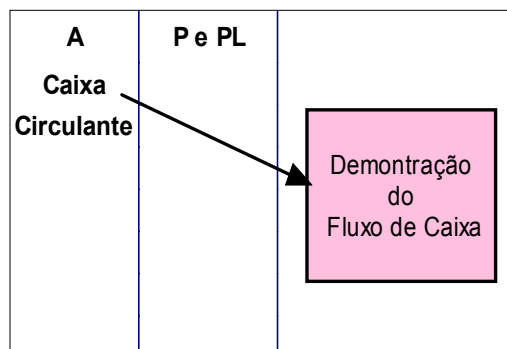 A
P e PL
Caixa
Circulante
Demontração
do
Fluxo de Caixa